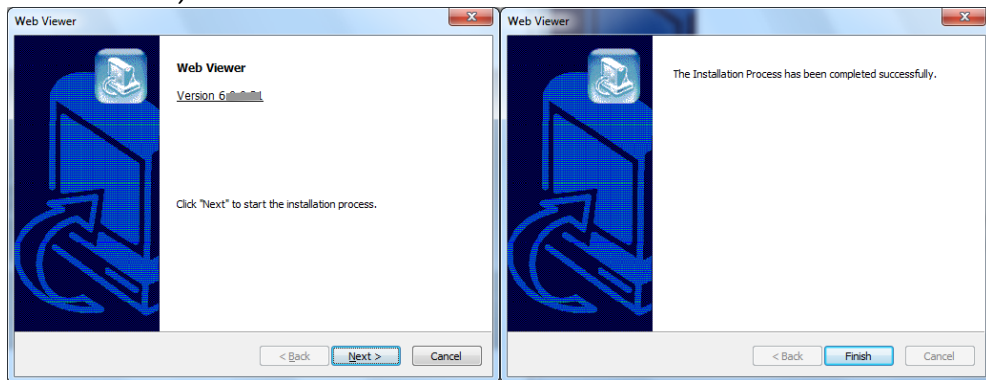 Web Viewer
Web Viewer
Version 6
Click "Next" to start the installation process.
< Back
Next >
Cancel
Web Viewer
The Installation Process has been completed successfully.
< Back
Finish
Cancel